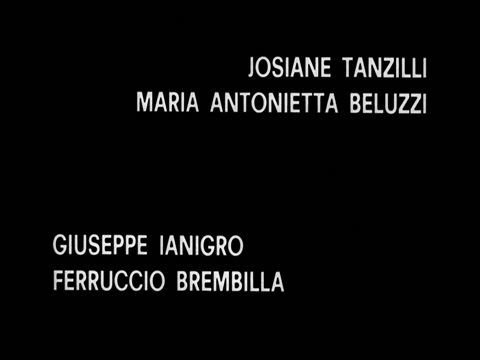 JOSIANE TANZILLI
MARIA ANTONIETTA BELUZZI
GIUSEPPE IANIGRO
FERRUCCIO BREMBILLA